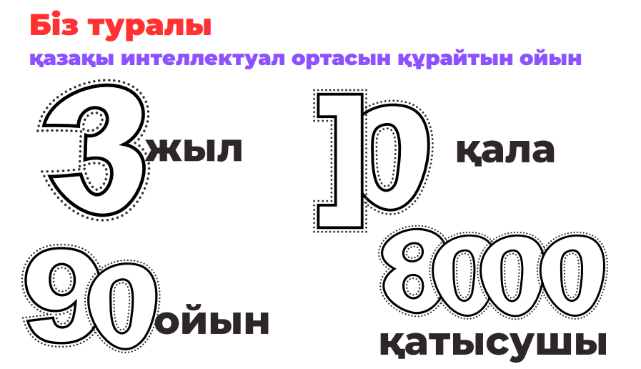 Біз туралы
қазақы интеллектуал ортасын құрайтын ойын
3 жыл
10 қала
90 ойын
8000
қатысушы